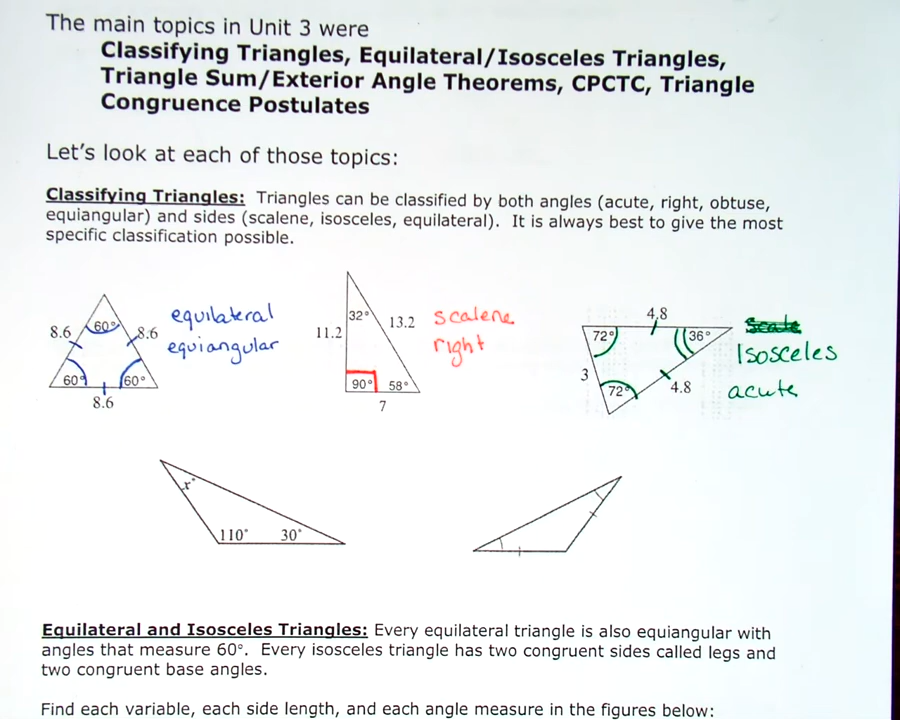 The main topics in Unit 3 were
Classifying Triangles, Equilateral/Isosceles Triangles,
Triangle Sum/Exterior Angle Theorems, CPCTC, Triangle
Congruence Postulates
Let's look at each of those topics:
Classifying Triangles: Triangles can be classified by both angles (acute, right, obtuse,
equiangular) and sides (scalene, isosceles, equilateral). It is always best to give the most
specific classification possible.
8.6
60°
8.6
60°
60°
8.6
equilateral
equiangular
32°
11.2
13.2
90°
58°
7
scalene
right
4.8
72°
36°
3
72°
4.8
Isosceles
acute
x°
110°
30°
Equilateral and Isosceles Triangles: Every equilateral triangle is also equiangular with
angles that measure 60°. Every isosceles triangle has two congruent sides called legs and
two congruent base angles.
Find each variable, each side length, and each angle measure in the figures below: